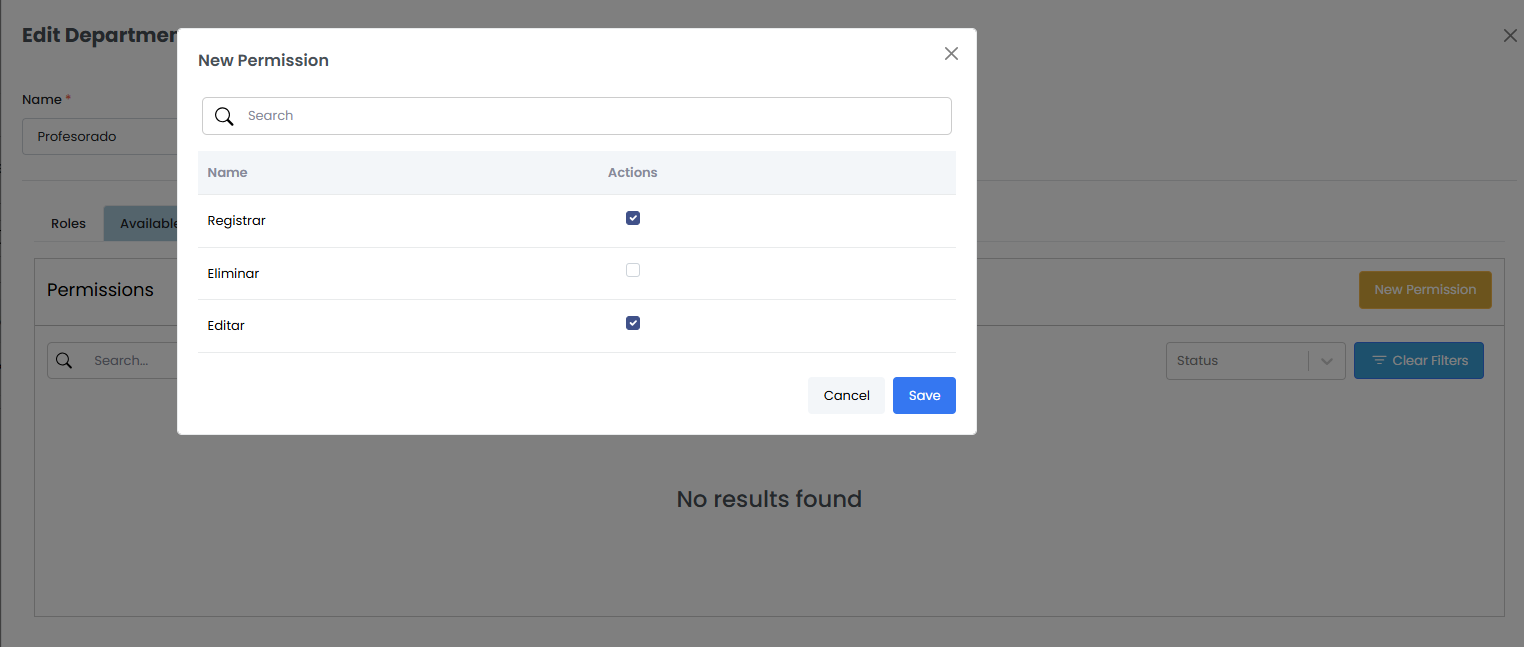 Edit Departmen
New Permission
Name *
Search
Profesorado
Name Actions
Roles Available
Registrar
Eliminar
Permissions New Permission
Editar
Search... Status Clear Filters
Cancel Save
No results found